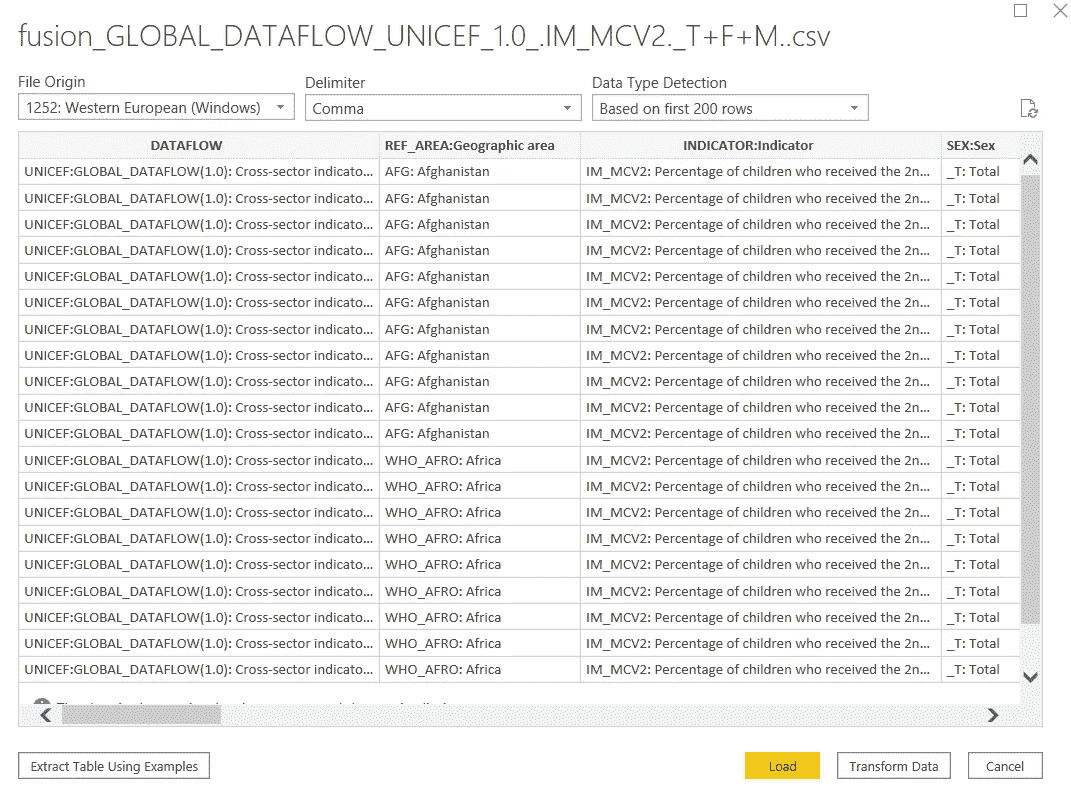 fusion_GLOBAL_DATAFLOW_UNICEF_1.0_.IM_MCV2._T+F+M..csv
File Origin Delimiter Data Type Detection
1252: Western European (Windows) Comma Based on first 200 rows
DATAFLOW REF_AREA:Geographic area INDICATOR:Indicator SEX:Sex
UNICEF:GLOBAL_DATAFLOW(1.0): Cross-sector indicato... AFG: Afghanistan IM_MCV2: Percentage of children who received the 2n... _T: Total
UNICEF:GLOBAL_DATAFLOW(1.0): Cross-sector indicato... AFG: Afghanistan IM_MCV2: Percentage of children who received the 2n... _T: Total
UNICEF:GLOBAL_DATAFLOW(1.0): Cross-sector indicato... AFG: Afghanistan IM_MCV2: Percentage of children who received the 2n... _T: Total
UNICEF:GLOBAL_DATAFLOW(1.0): Cross-sector indicato... AFG: Afghanistan IM_MCV2: Percentage of children who received the 2n... _T: Total
UNICEF:GLOBAL_DATAFLOW(1.0): Cross-sector indicato... AFG: Afghanistan IM_MCV2: Percentage of children who received the 2n... _T: Total
UNICEF:GLOBAL_DATAFLOW(1.0): Cross-sector indicato... AFG: Afghanistan IM_MCV2: Percentage of children who received the 2n... _T: Total
UNICEF:GLOBAL_DATAFLOW(1.0): Cross-sector indicato... AFG: Afghanistan IM_MCV2: Percentage of children who received the 2n... _T: Total
UNICEF:GLOBAL_DATAFLOW(1.0): Cross-sector indicato... AFG: Afghanistan IM_MCV2: Percentage of children who received the 2n... _T: Total
UNICEF:GLOBAL_DATAFLOW(1.0): Cross-sector indicato... AFG: Afghanistan IM_MCV2: Percentage of children who received the 2n... _T: Total
UNICEF:GLOBAL_DATAFLOW(1.0): Cross-sector indicato... AFG: Afghanistan IM_MCV2: Percentage of children who received the 2n... _T: Total
UNICEF:GLOBAL_DATAFLOW(1.0): Cross-sector indicato... AFG: Afghanistan IM_MCV2: Percentage of children who received the 2n... _T: Total
UNICEF:GLOBAL_DATAFLOW(1.0): Cross-sector indicato... WHO_AFRO: Africa IM_MCV2: Percentage of children who received the 2n... _T: Total
UNICEF:GLOBAL_DATAFLOW(1.0): Cross-sector indicato... WHO_AFRO: Africa IM_MCV2: Percentage of children who received the 2n... _T: Total
UNICEF:GLOBAL_DATAFLOW(1.0): Cross-sector indicato... WHO_AFRO: Africa IM_MCV2: Percentage of children who received the 2n... _T: Total
UNICEF:GLOBAL_DATAFLOW(1.0): Cross-sector indicato... WHO_AFRO: Africa IM_MCV2: Percentage of children who received the 2n... _T: Total
UNICEF:GLOBAL_DATAFLOW(1.0): Cross-sector indicato... WHO_AFRO: Africa IM_MCV2: Percentage of children who received the 2n... _T: Total
UNICEF:GLOBAL_DATAFLOW(1.0): Cross-sector indicato... WHO_AFRO: Africa IM_MCV2: Percentage of children who received the 2n... _T: Total
UNICEF:GLOBAL_DATAFLOW(1.0): Cross-sector indicato... WHO_AFRO: Africa IM_MCV2: Percentage of children who received the 2n... _T: Total
UNICEF:GLOBAL_DATAFLOW(1.0): Cross-sector indicato... WHO_AFRO: Africa IM_MCV2: Percentage of children who received the 2n... _T: Total
UNICEF:GLOBAL_DATAFLOW(1.0): Cross-sector indicato... WHO_AFRO: Africa IM_MCV2: Percentage of children who received the 2n... _T: Total
Extract Table Using Examples Load Transform Data Cancel